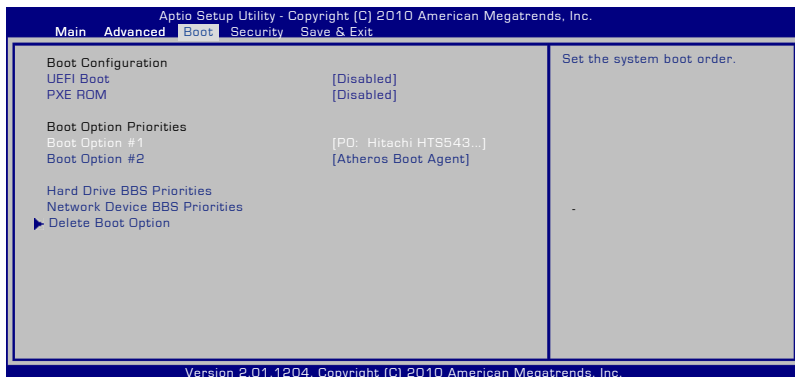 Aptio Setup Utility - Copyright (C) 2010 American Megatrends, Inc.
Main Advanced Boot Security Save & Exit
Boot Configuration
UEFI Boot [Disabled]
PXE ROM [Disabled]
Boot Option Priorities
Boot Option #1 [P0: Hitachi HTS543...]
Boot Option #2 [Atheros Boot Agent]
Hard Drive BBS Priorities
Network Device BBS Priorities
Delete Boot Option
Set the system boot order.
-
Version 2.01.1204. Copyright (C) 2010 American Megatrends, Inc.